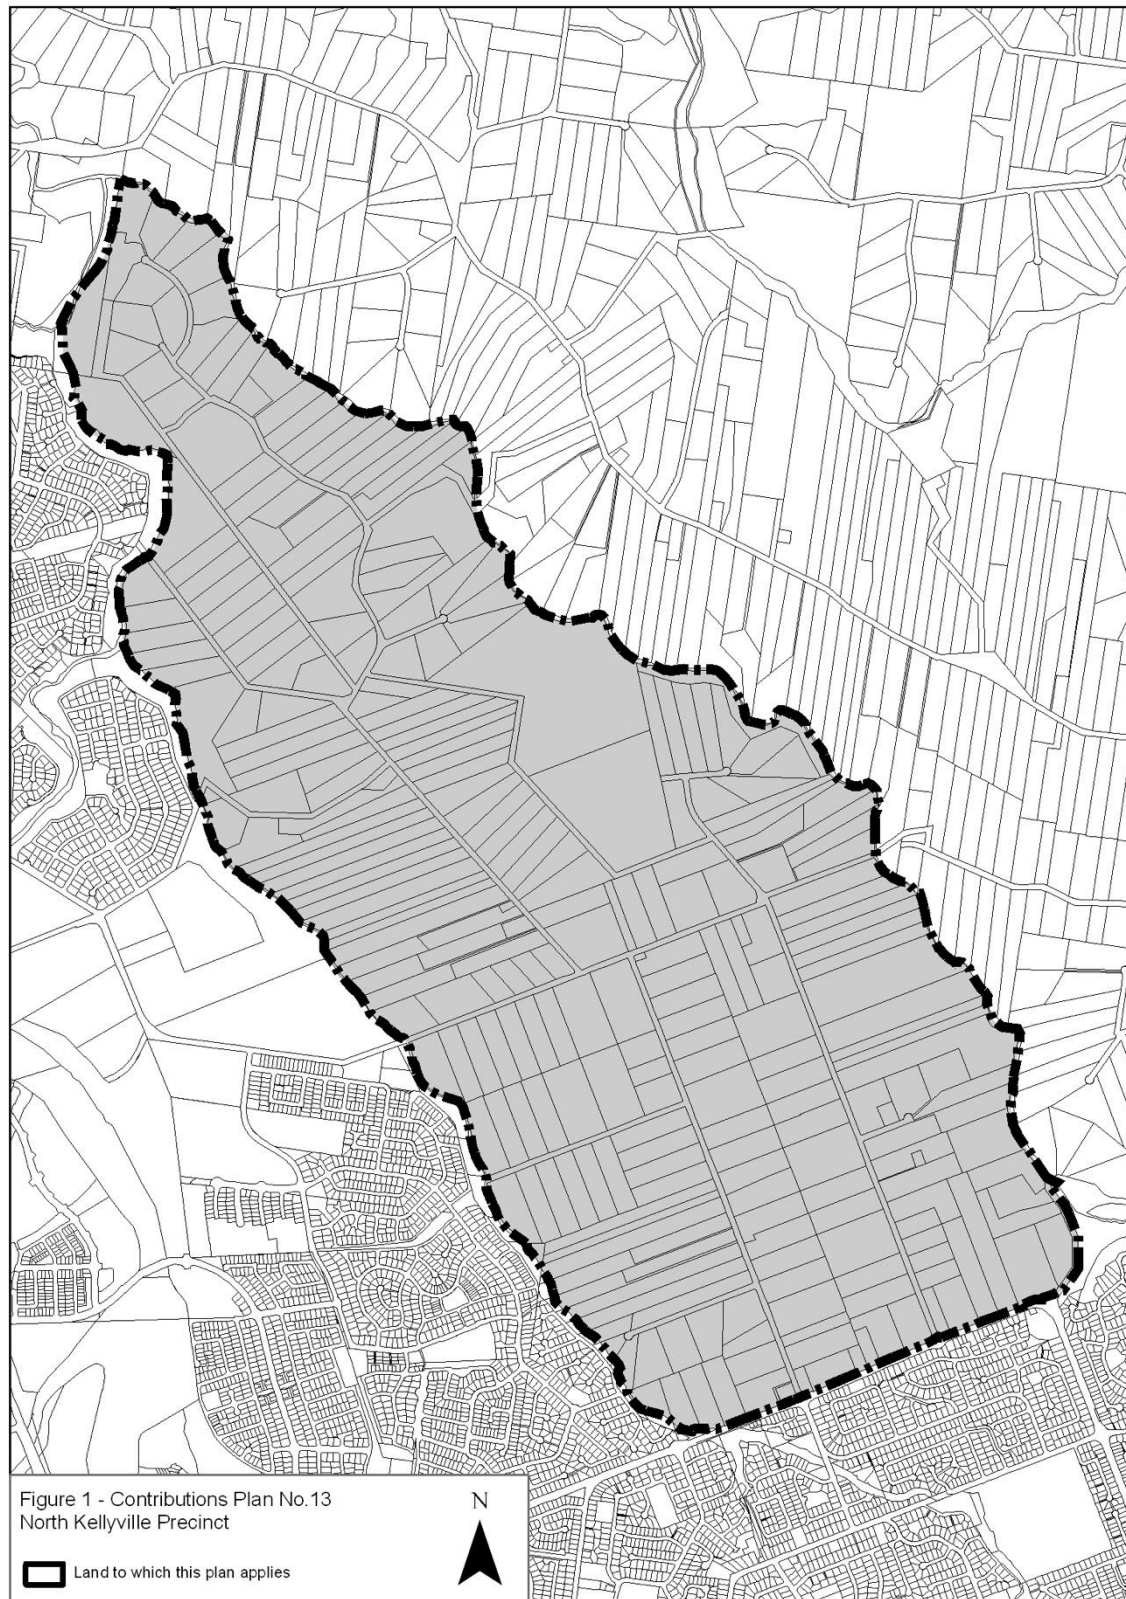 Figure 1 - Contributions Plan No.13
North Kellyville Precinct
N
Land to which this plan applies